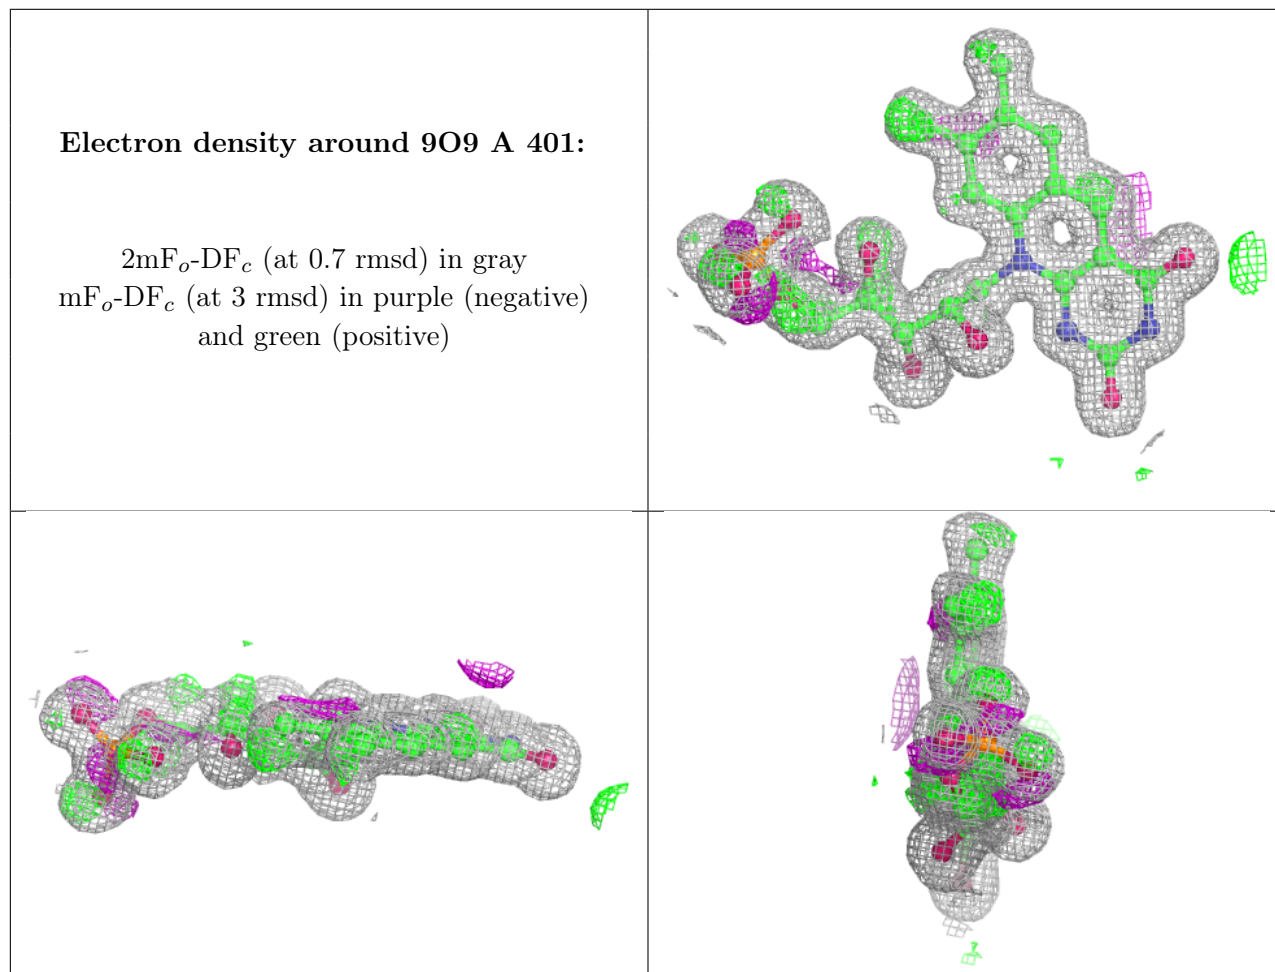 Electron density around 9O9 A 401:
2mFo-DFc (at 0.7 rmsd) in gray
mFo-DFc (at 3 rmsd) in purple (negative)
and green (positive)